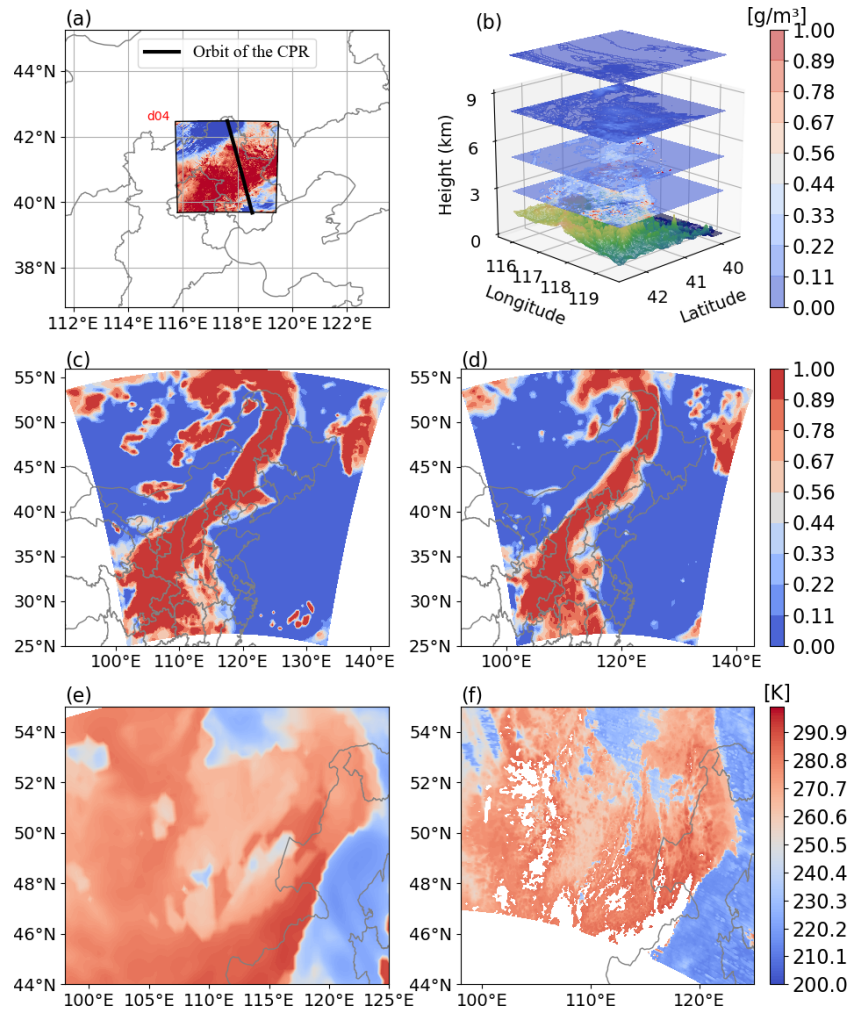 (a)
Orbit of the CPR
d04
44°N
42°N
40°N
38°N
112°E 114°E 116°E 118°E 120°E 122°E
(b)
[g/m³]
Height (km)
9
6
3
0
116
117
118
119
Longitude
42
41
40
Latitude
1.00
0.89
0.78
0.67
0.56
0.44
0.33
0.22
0.11
0.00
(c)
55°N
50°N
45°N
40°N
35°N
30°N
25°N
100°E 110°E 120°E 130°E 140°E
(d)
55°N
50°N
45°N
40°N
35°N
30°N
25°N
100°E 120°E 140°E
1.00
0.89
0.78
0.67
0.56
0.44
0.33
0.22
0.11
0.00
(e)
54°N
52°N
50°N
48°N
46°N
44°N
100°E 105°E 110°E 115°E 120°E 125°E
(f)
54°N
52°N
50°N
48°N
46°N
44°N
100°E 110°E 120°E
[K]
290.9
280.8
270.7
260.6
250.5
240.4
230.3
220.2
210.1
200.0